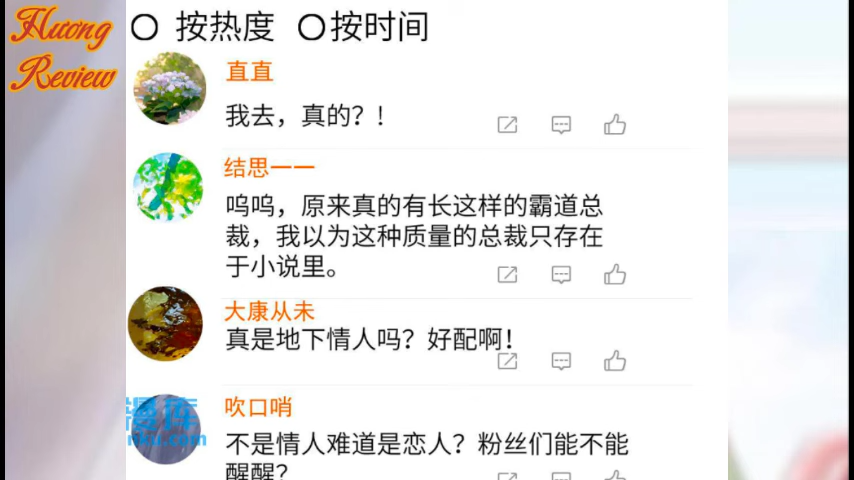 Hương
Review
按热度 按时间
直直
我去，真的？！
结思一一
呜呜，原来真的有长这样的霸道总
裁，我以为这种质量的总裁只存在
于小说里。
大康从未
真是地下情人吗？好配啊！
吹口哨
不是情人难道是恋人？粉丝们能不能
醒醒？